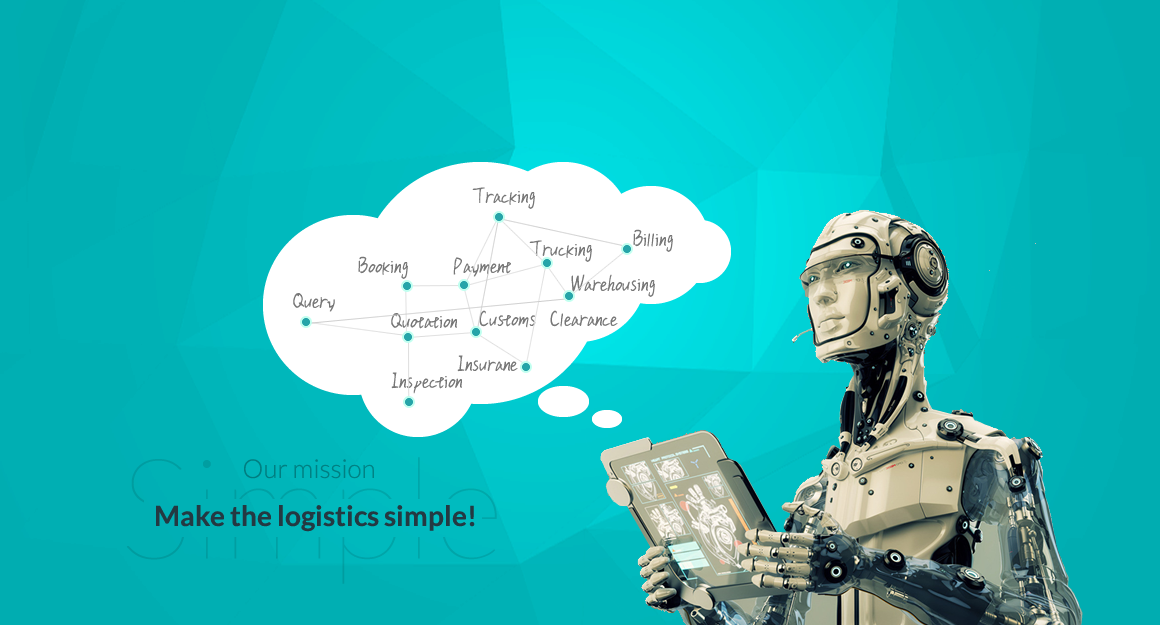 Tracking
Billing
Trucking
Booking
Payment
Warehousing
Query
Quotation
Customs
Clearance
Insurane
Inspection
Simple
Our mission
Make the logistics simple!